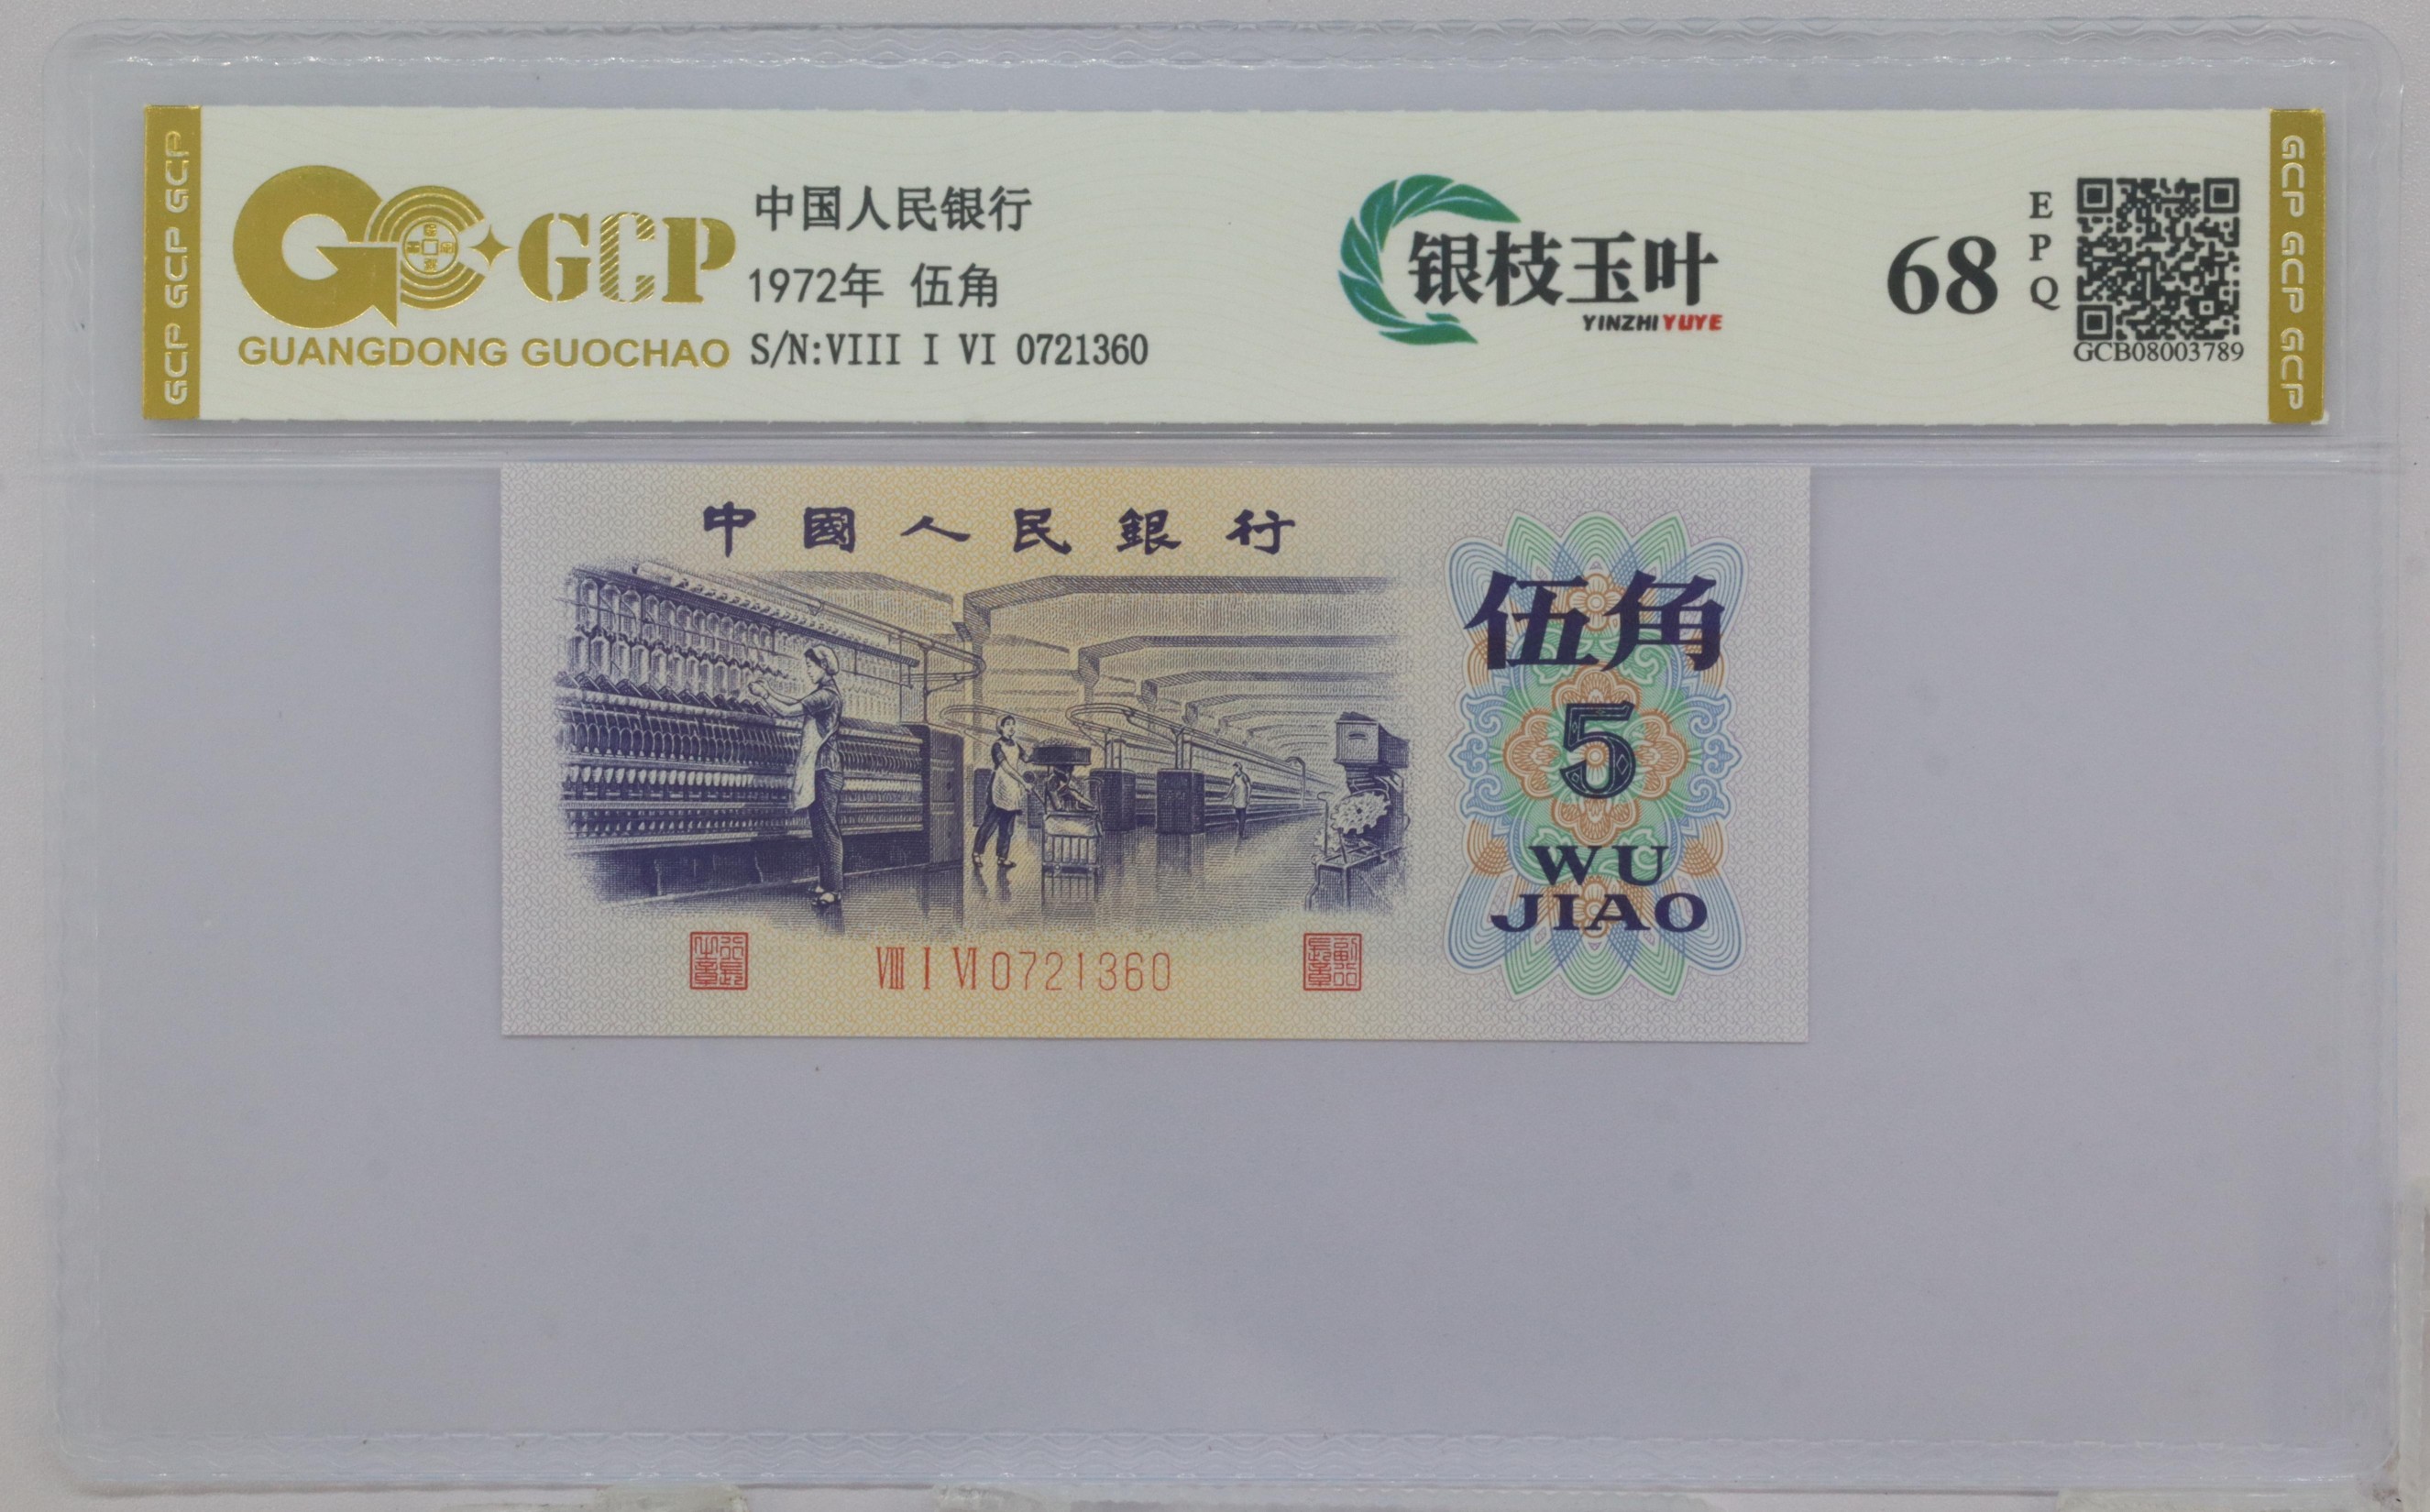 GCP GCP GCP
GCP
GUANGDONG GUOCHAO
中国人民银行
1972年 伍角
S/N:VIII I VI 0721360
银枝玉叶
YINZHIYUYE
68
EPQ
GCB08003789
GCP GCP GCP
中國人民銀行
伍角
5
WU
JIAO
VIII I VI 0721360